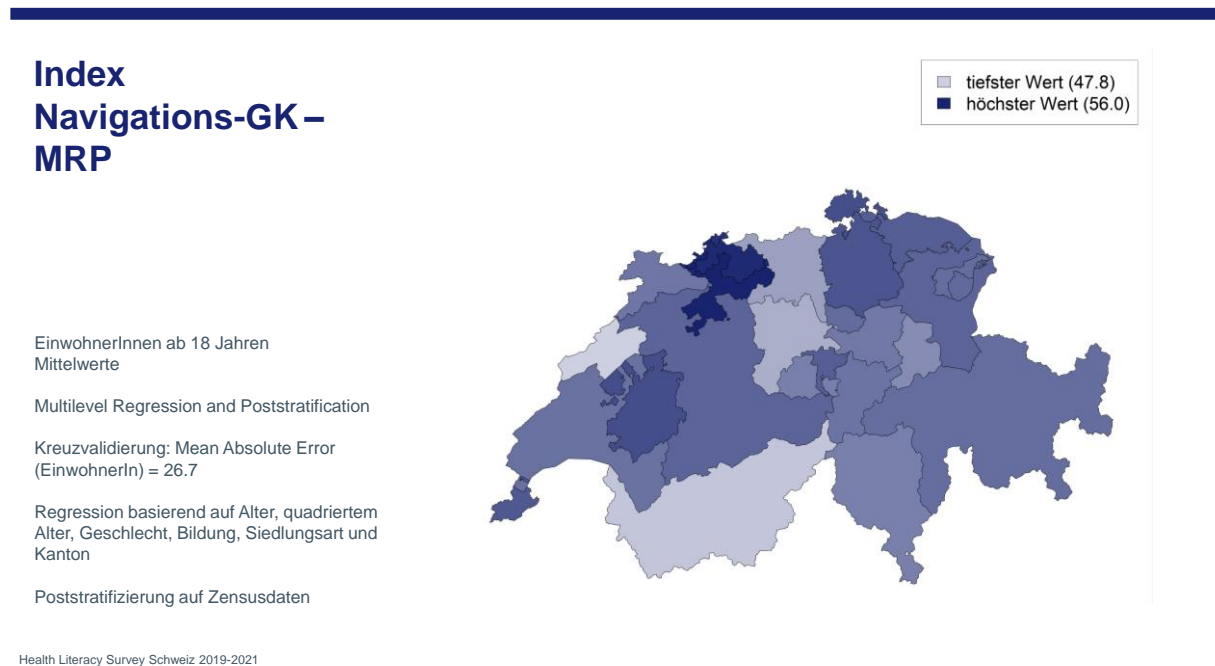 Index
Navigations-GK –
MRP
tiefster Wert (47.8)
höchster Wert (56.0)
EinwohnerInnen ab 18 Jahren
Mittelwerte
Multilevel Regression and Poststratification
Kreuzvalidierung: Mean Absolute Error
(EinwohnerIn) = 26.7
Regression basierend auf Alter, quadriertem
Alter, Geschlecht, Bildung, Siedlungsart und
Kanton
Poststratifizierung auf Zensusdaten
Health Literacy Survey Schweiz 2019-2021